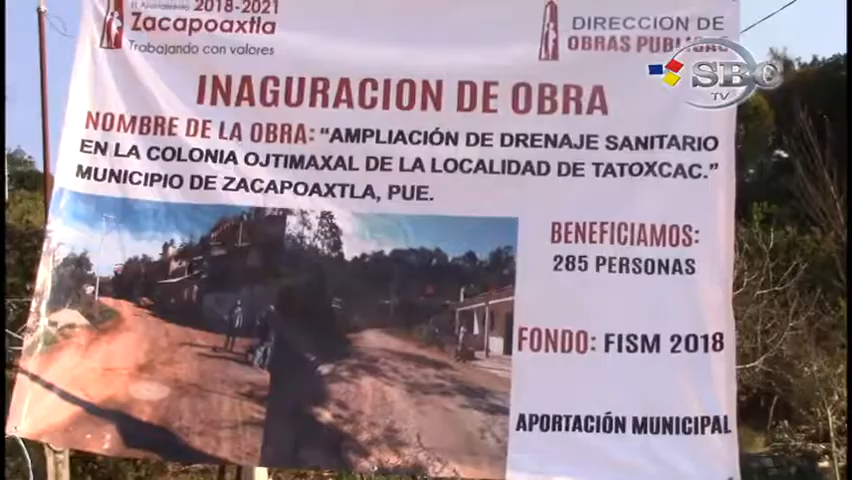 2018-2021
Zacapoaxtla
Trabajando con valores
DIRECCIÓN DE
OBRAS PUBLICAS
SBC
TV
INAGURACION DE OBRA
NOMBRE DE LA OBRA: "AMPLIACIÓN DE DRENAJE SANITARIO
EN LA COLONIA OJTIMAXAL DE LA LOCALIDAD DE TATOXCAC."
MUNICIPIO DE ZACAPOAXTLA, PUE.
BENEFICIAMOS:
285 PERSONAS
FONDO: FISM 2018
APORTACIÓN MUNICIPAL